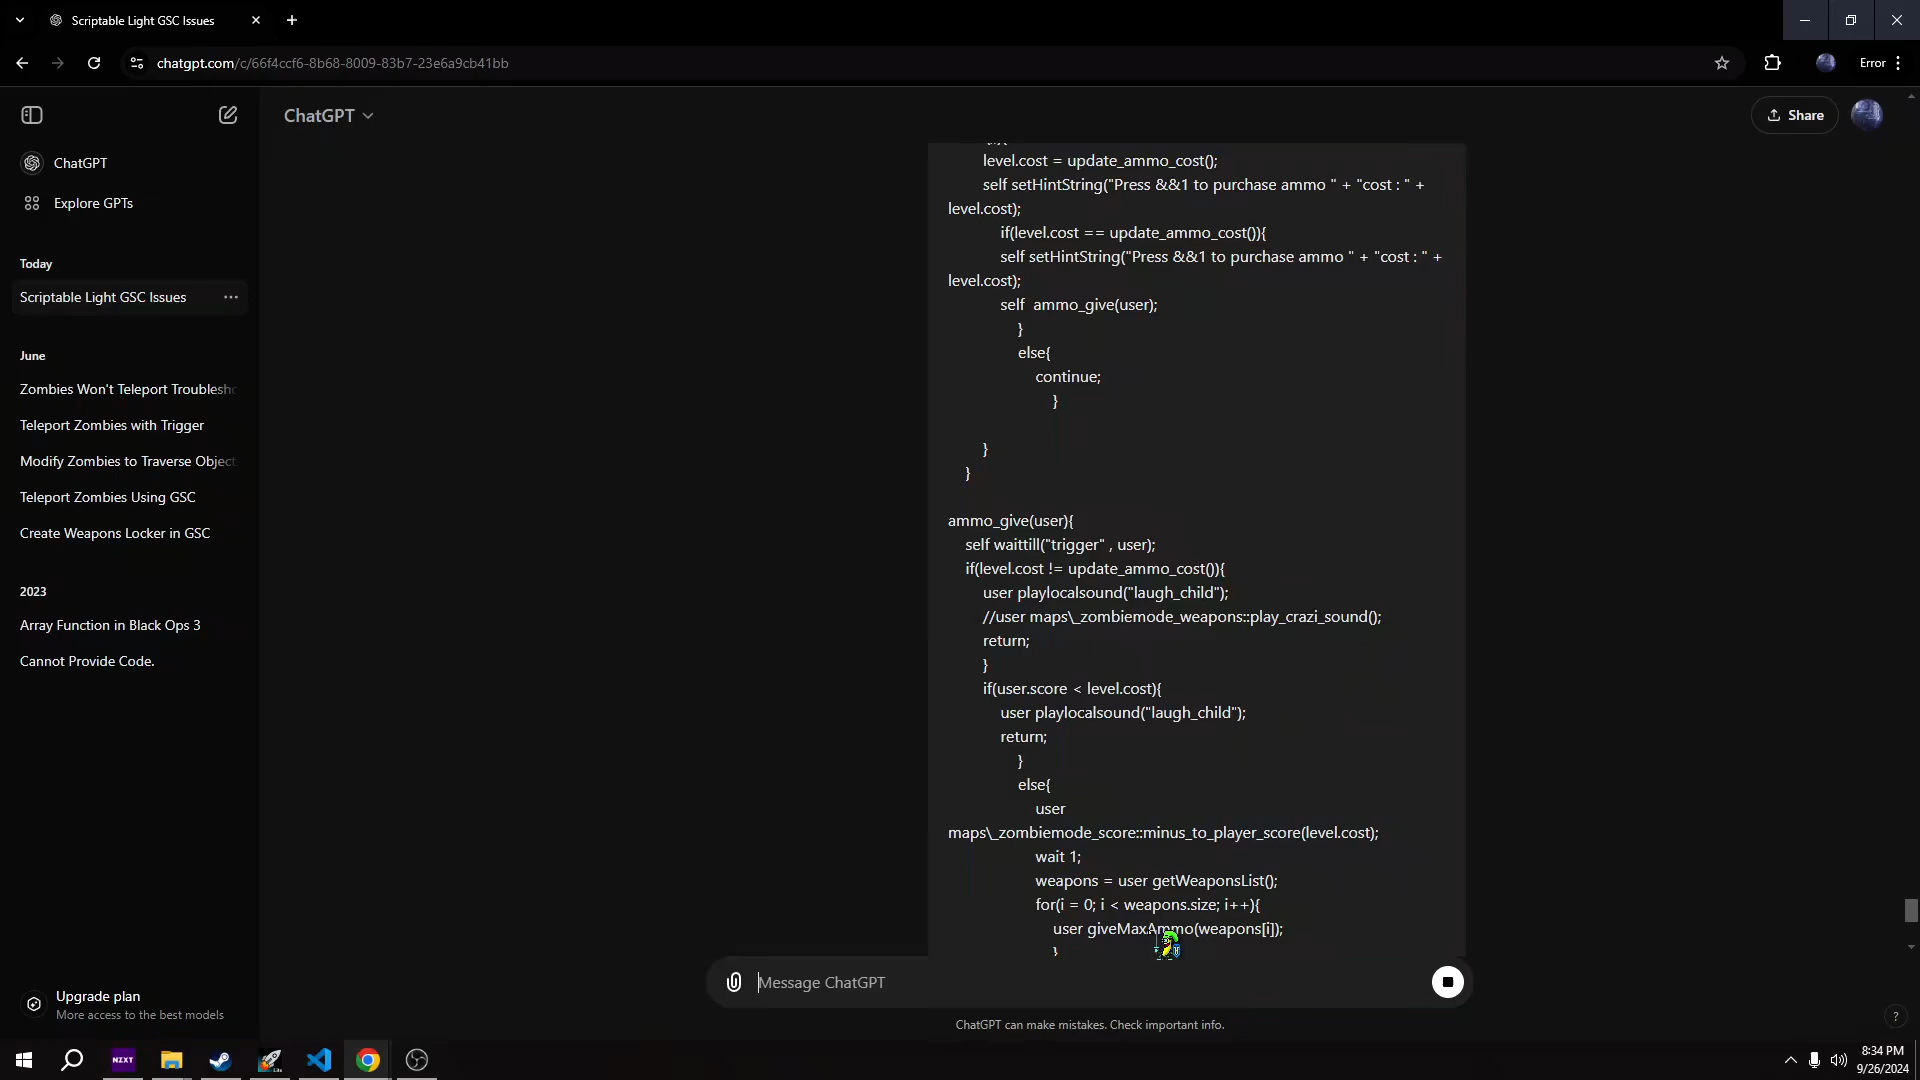 Scriptable Light GSC Issues
chatgpt.com/c/66f4ccf6-8b68-8009-83b7-23e6a9cb41bb
Error
ChatGPT
Share
ChatGPT
Explore GPTs
Today
Scriptable Light GSC Issues
June
Zombies Won't Teleport Troublesh
Teleport Zombies with Trigger
Modify Zombies to Traverse Object
Teleport Zombies Using GSC
Create Weapons Locker in GSC
2023
Array Function in Black Ops 3
Cannot Provide Code.
Upgrade plan
More access to the best models
level.cost = update_ammo_cost();
self setHintString("Press &&1 to purchase ammo " + "cost : " +
level.cost);
if(level.cost == update_ammo_cost()){
self setHintString("Press &&1 to purchase ammo " + "cost : " +
level.cost);
self  ammo_give(user);
}
else{
continue;
}
}
}
ammo_give(user){
self waittill("trigger" , user);
if(level.cost != update_ammo_cost()){
user playlocalsound("laugh_child");
//user maps\_zombiemode_weapons::play_crazi_sound();
return;
}
if(user.score < level.cost){
user playlocalsound("laugh_child");
return;
}
else{
user
maps\_zombiemode_score::minus_to_player_score(level.cost);
wait 1;
weapons = user getWeaponsList();
for(i = 0; i < weapons.size; i++){
user giveMaxAmmo(weapons[i]);
}
Message ChatGPT
ChatGPT can make mistakes. Check important info.
?
NZXT
Lite
8:34 PM
9/26/2024